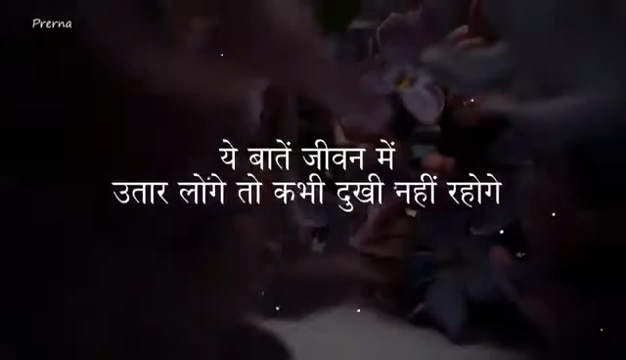 Prerna
ये बातें जीवन में
उतार लोंगे तो कभी दुखी नहीं रहोगे